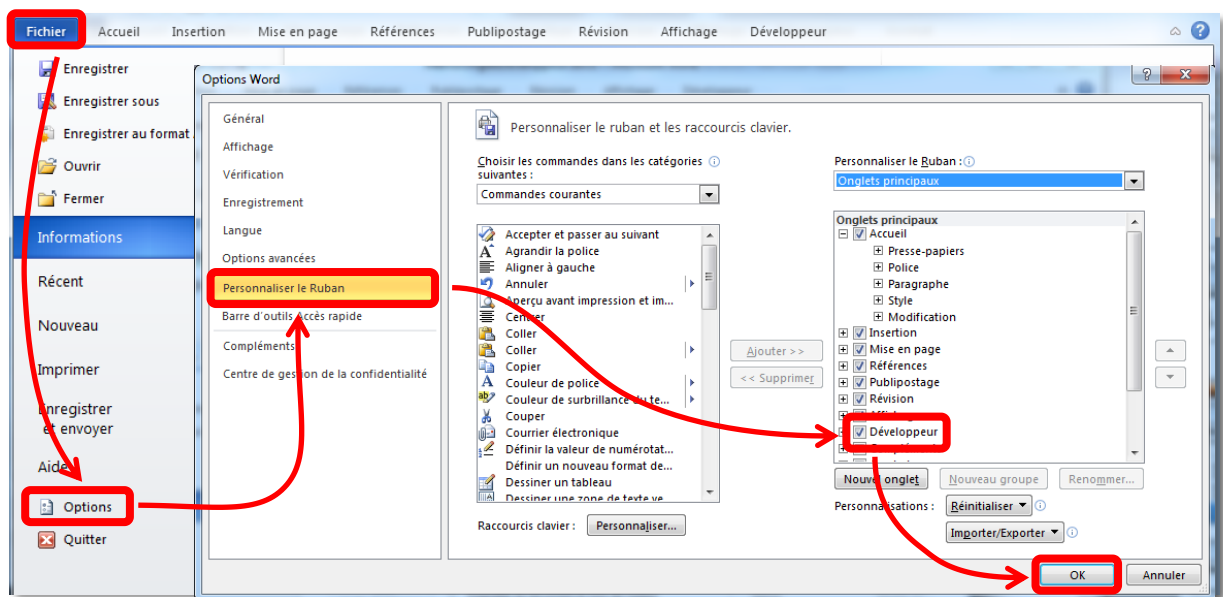 Fichier Accueil Insertion Mise en page Références Publipostage Révision Affichage Développeur
Enregistrer
Enregistrer sous
Enregistrer au format
Ouvrir
Fermer
Informations
Récent
Nouveau
Imprimer
Enregistrer
et envoyer
Aide
Options
Quitter
Options Word
Général
Affichage
Vérification
Enregistrement
Langue
Options avancées
Personnaliser le Ruban
Barre d'outils Accès rapide
Compléments
Centre de gestion de la confidentialité
Personnaliser le ruban et les raccourcis clavier.
Choisir les commandes dans les catégories
suivantes :
Commandes courantes
Accepter et passer au suivant
Agrandir la police
Aligner à gauche
Annuler
Aperçu avant impression et im...
Centrer
Coller
Coller
Copier
Couleur de police
Couleur de surbrillance du te...
Couper
Courrier électronique
Définir la valeur de numérotat...
Définir un nouveau format de...
Dessiner un tableau
Dessiner une zone de texte ve
Raccourcis clavier : Personnaliser...
Ajouter >>
<< Supprimer
Personnaliser le Ruban :
Onglets principaux
Onglets principaux
Accueil
Presse-papiers
Police
Paragraphe
Style
Modification
Insertion
Mise en page
Références
Publipostage
Révision
Développeur
Nouvel onglet Nouveau groupe Renommer...
Personnalisations : Réinitialiser
Importer/Exporter
OK Annuler